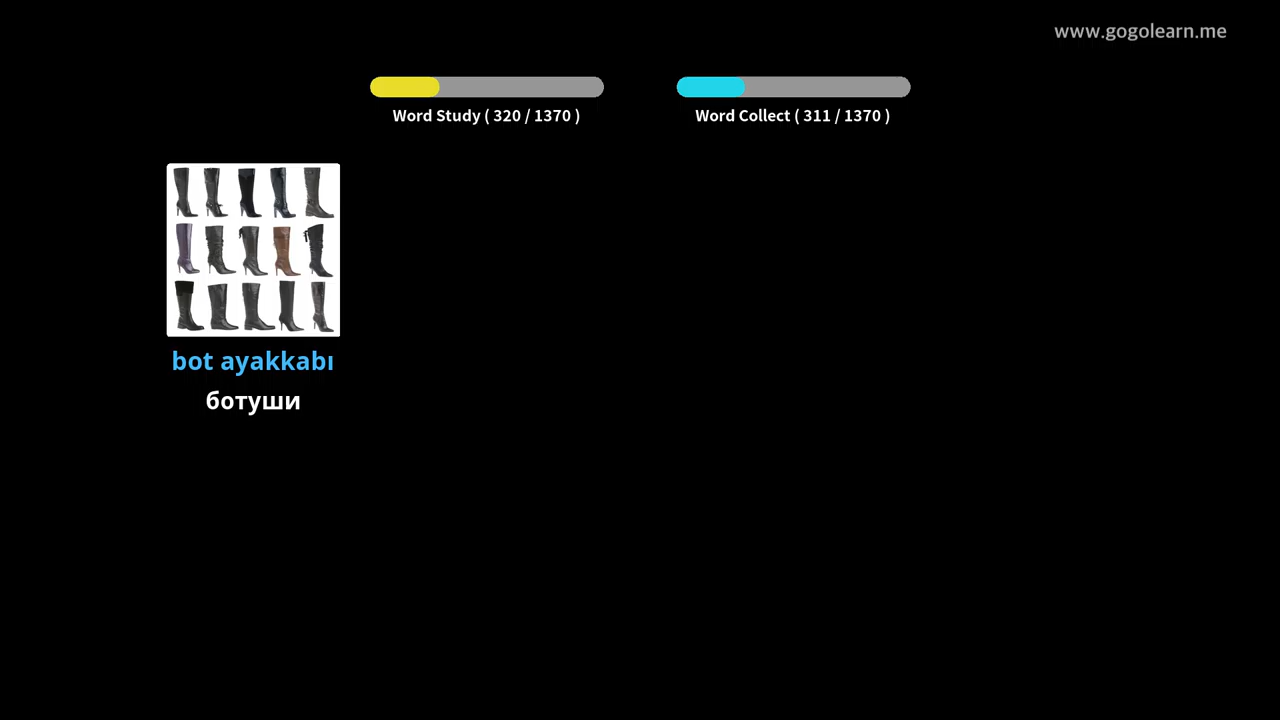 www.gogolearn.me
Word Study ( 320 / 1370 )
Word Collect ( 311 / 1370 )
bot ayakkabı
ботуши